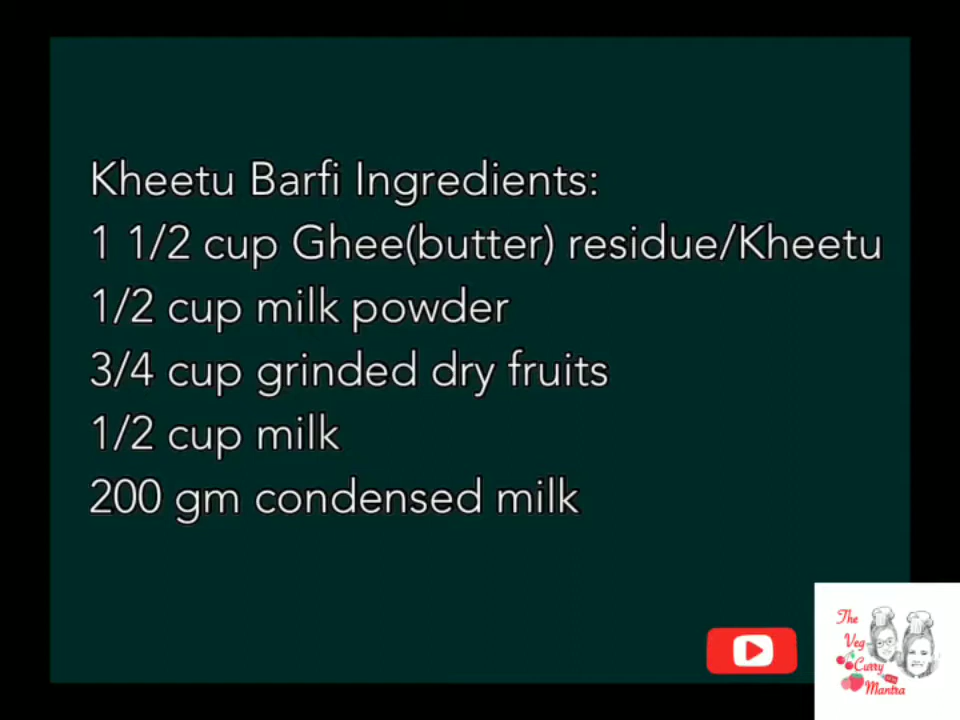 Kheetu Barfi Ingredients:
1 1/2 cup Ghee(butter) residue/Kheetu
1/2 cup milk powder
3/4 cup grinded dry fruits
1/2 cup milk
200 gm condensed milk
The
Veg
Curry
Mantra